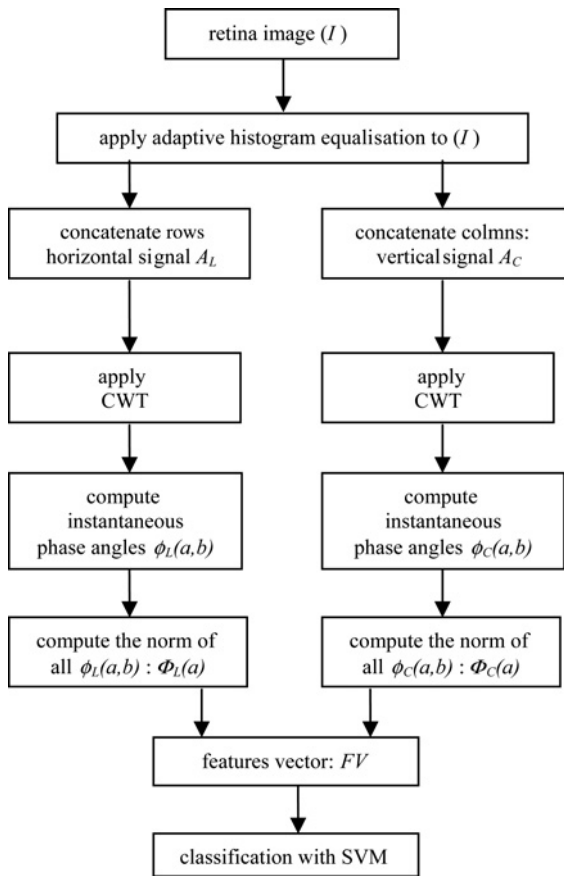 retina image (I )
apply adaptive histogram equalisation to (I )
concatenate rows
horizontal signal A_L
concatenate colmns:
vertical signal A_C
apply
CWT
apply
CWT
compute
instantaneous
phase angles ϕ_L(a,b)
compute
instantaneous
phase angles ϕ_C(a,b)
compute the norm of
all ϕ_L(a,b) : Φ_L(a)
compute the norm of
all ϕ_C(a,b) : Φ_C(a)
features vector: FV
classification with SVM